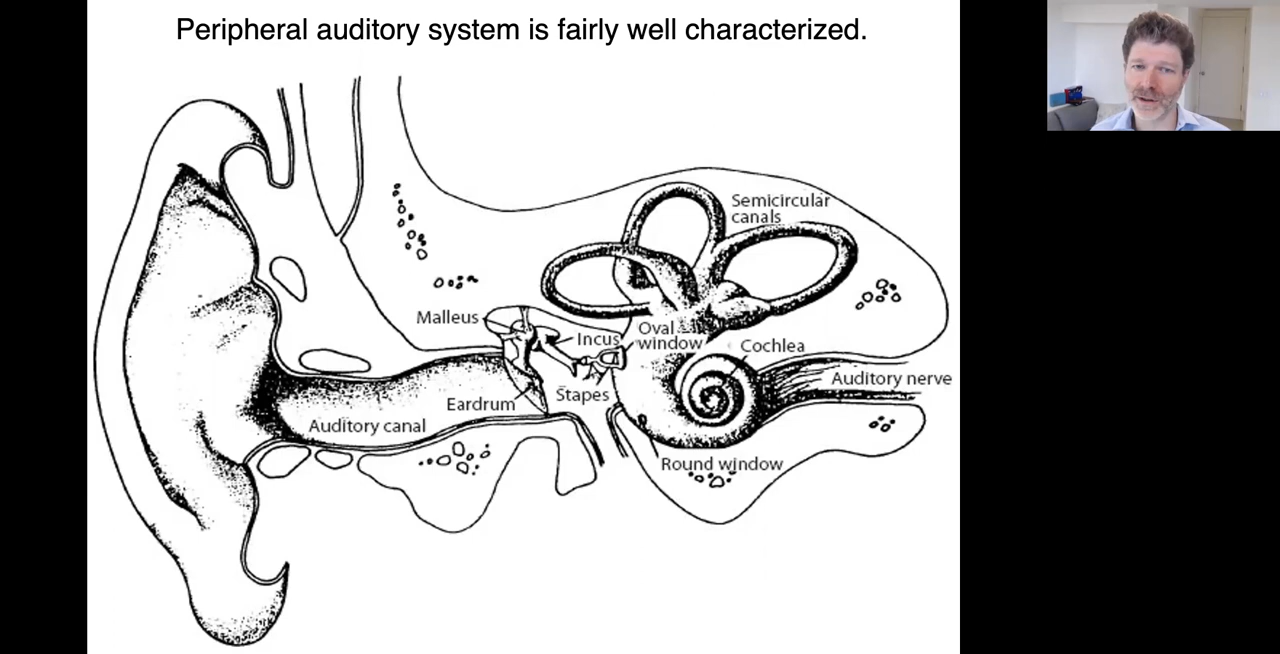 Peripheral auditory system is fairly well characterized.
Semicircular
canals
Malleus
Incus
Oval
window
Cochlea
Auditory nerve
Stapes
Eardrum
Auditory canal
Round window